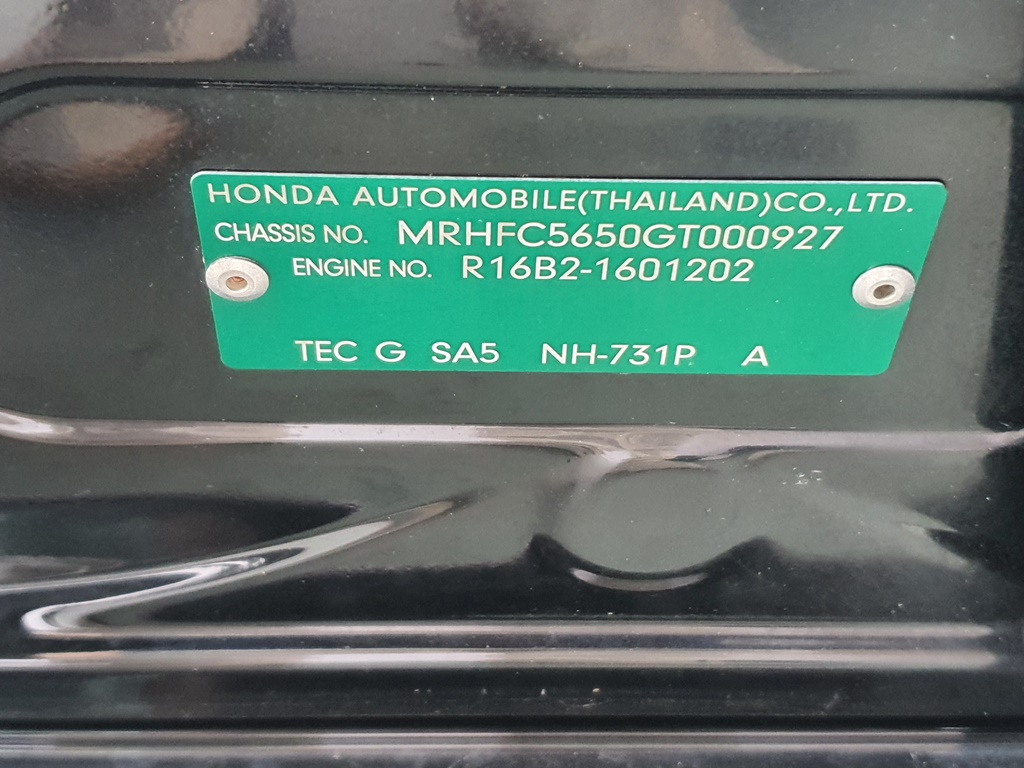 HONDA AUTOMOBILE(THAILAND)CO.,LTD.
CHASSIS NO. MRHFC5650GT000927
ENGINE NO. R16B2-1601202
TEC G SA5 NH-731P A